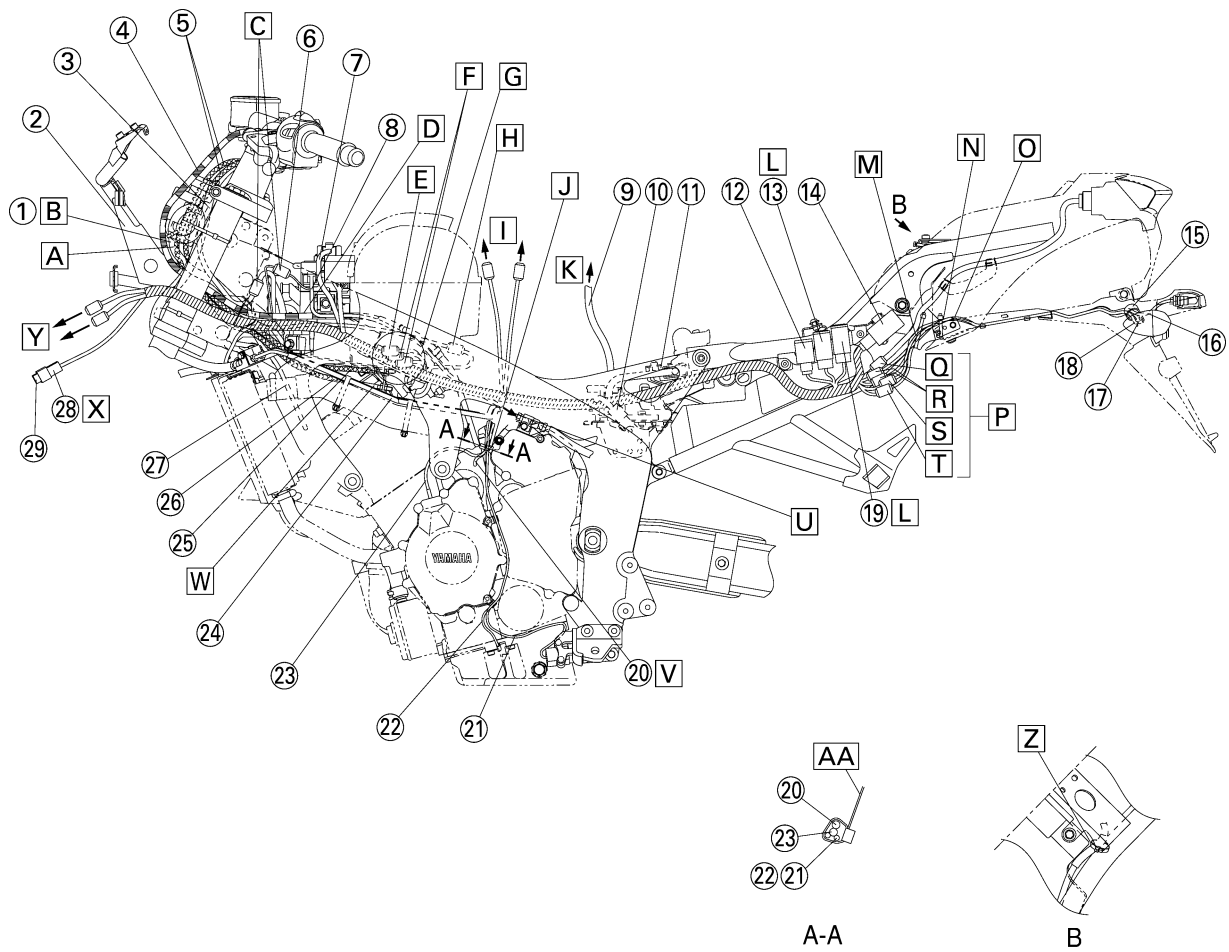 5
4
C
6
3
7
F
G
2
8
D
H
L
M
N
O
E
J
9
10
11
12
13
14
B
15
1 B
I
A
K
Y
16
18
Q
17
28 X
R
P
29
A
A
S
27
T
26
19 L
U
25
W
24
23
20 V
22
21
YAMAHA
Z
AA
20
23
22 21
A-A
B